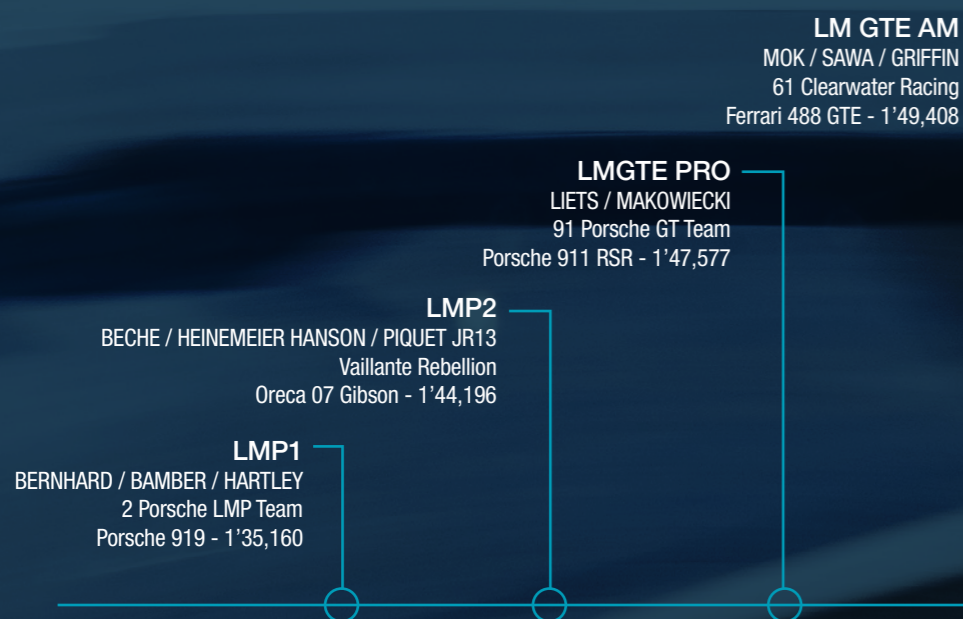 LM GTE AM
MOK / SAWA / GRIFFIN
61 Clearwater Racing
Ferrari 488 GTE - 1’49,408
LMGTE PRO
LIETS / MAKOWIECKI
91 Porsche GT Team
Porsche 911 RSR - 1’47,577
LMP2
BECHE / HEINEMEIER HANSON / PIQUET JR13
Vaillante Rebellion
Oreca 07 Gibson - 1’44,196
LMP1
BERNHARD / BAMBER / HARTLEY
2 Porsche LMP Team
Porsche 919 - 1’35,160